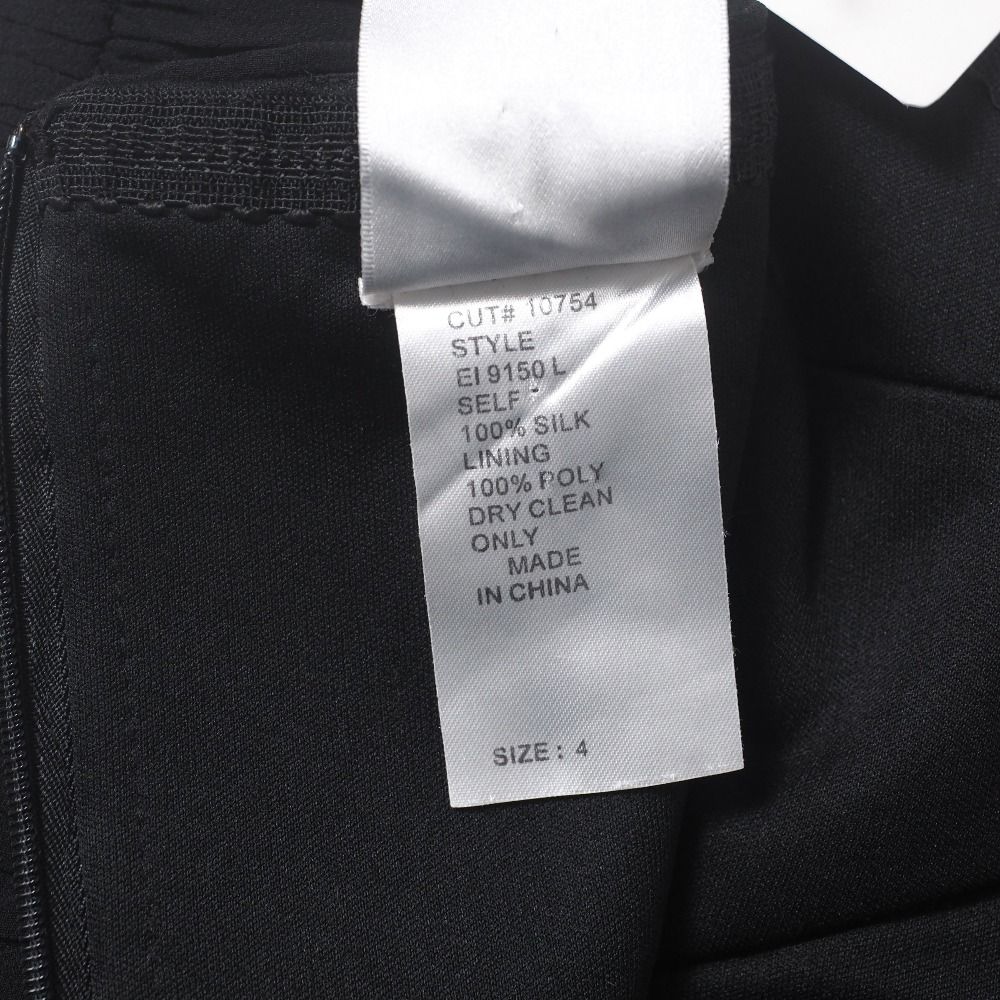 CUT# 10754
STYLE
EI 9150 L
SELF -
100% SILK
LINING
100% POLY
DRY CLEAN
ONLY
MADE
IN CHINA
SIZE : 4